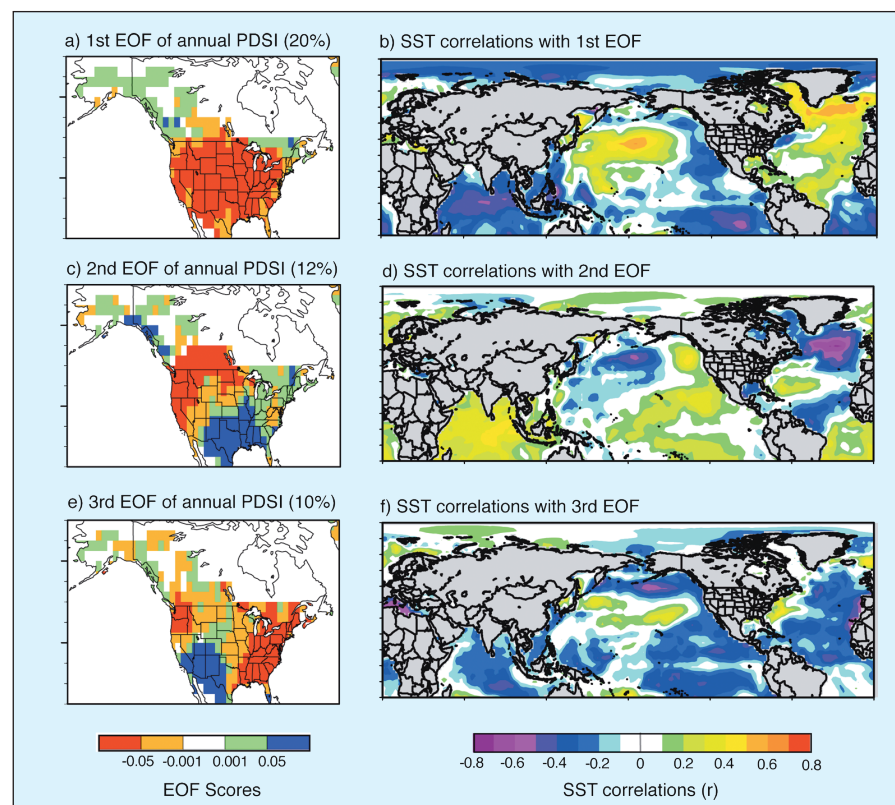 a) 1st EOF of annual PDSI (20%)
b) SST correlations with 1st EOF
c) 2nd EOF of annual PDSI (12%)
d) SST correlations with 2nd EOF
e) 3rd EOF of annual PDSI (10%)
f) SST correlations with 3rd EOF
-0.05 -0.001 0.001 0.05
EOF Scores
-0.8 -0.6 -0.4 -0.2 0 0.2 0.4 0.6 0.8
SST correlations (r)